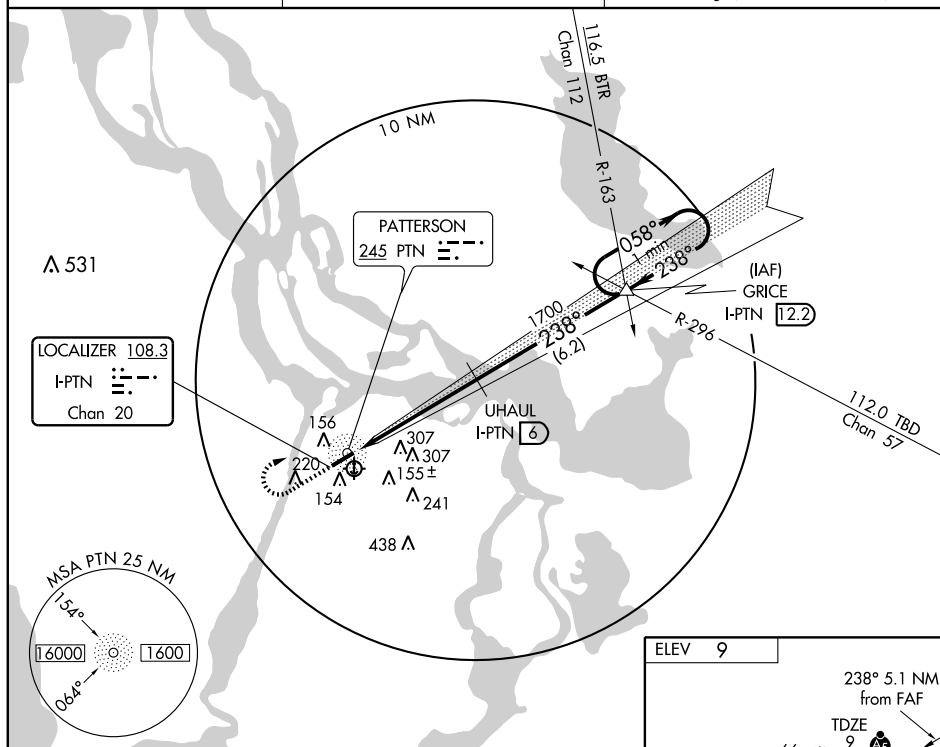 116.5 BTR
Chan 112
R-163
10 NM
PATTERSON
245 PTN
058°
1 min
238°
(IAF)
GRICE
I-PTN 12.2
531
1700
238°
(6.2)
R-296
LOCALIZER 108.3
I-PTN
Chan 20
UHAUL
I-PTN 6
112.0 TBD
Chan 57
156
307
307
220
155±
154
241
438
MSA PTN 25 NM
154°
16000
1600
064°
ELEV 9
238° 5.1 NM
from FAF
TDZE
9